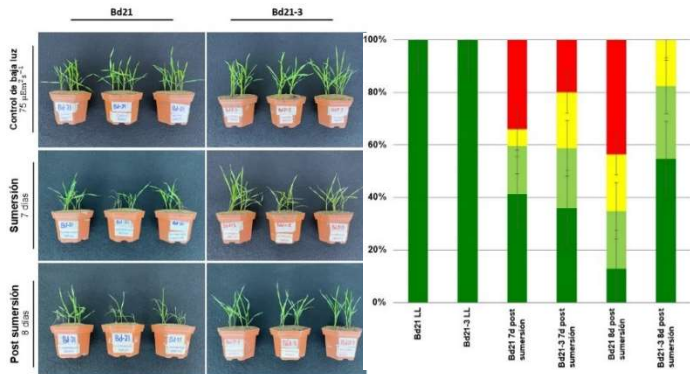 Bd21
Bd21-3
Control de baja luz
75 µEm² s⁻¹
Sumersión
7 días
Post sumersión
8 días
100%
80%
60%
40%
20%
0%
Bd21 LL
Bd21-3 LL
Bd21 7d post
sumersión
Bd21-3 7d post
sumersión
Bd21 8d post
sumersión
Bd21-3 8d post
sumersión